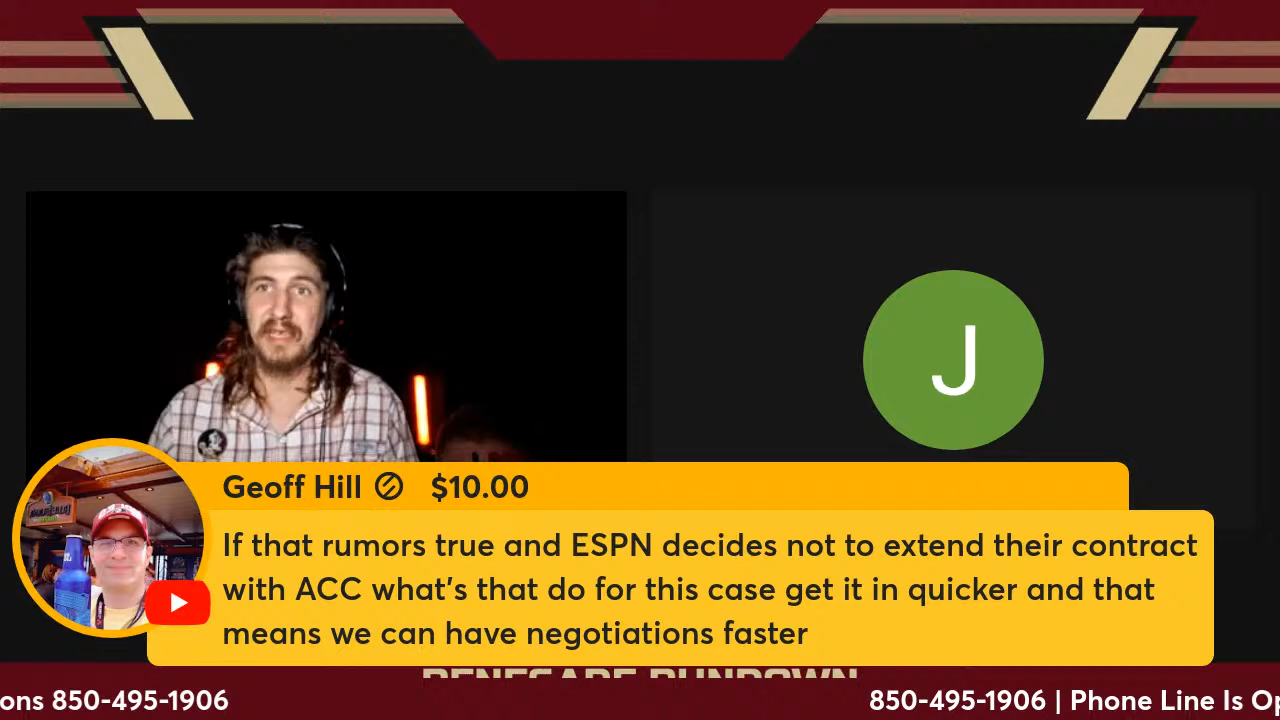 J
Geoff Hill $10.00
If that rumors true and ESPN decides not to extend their contract
with ACC what's that do for this case get it in quicker and that
means we can have negotiations faster
RENEGADE RUNDOWN
ons 850-495-1906
850-495-1906 | Phone Line Is Op